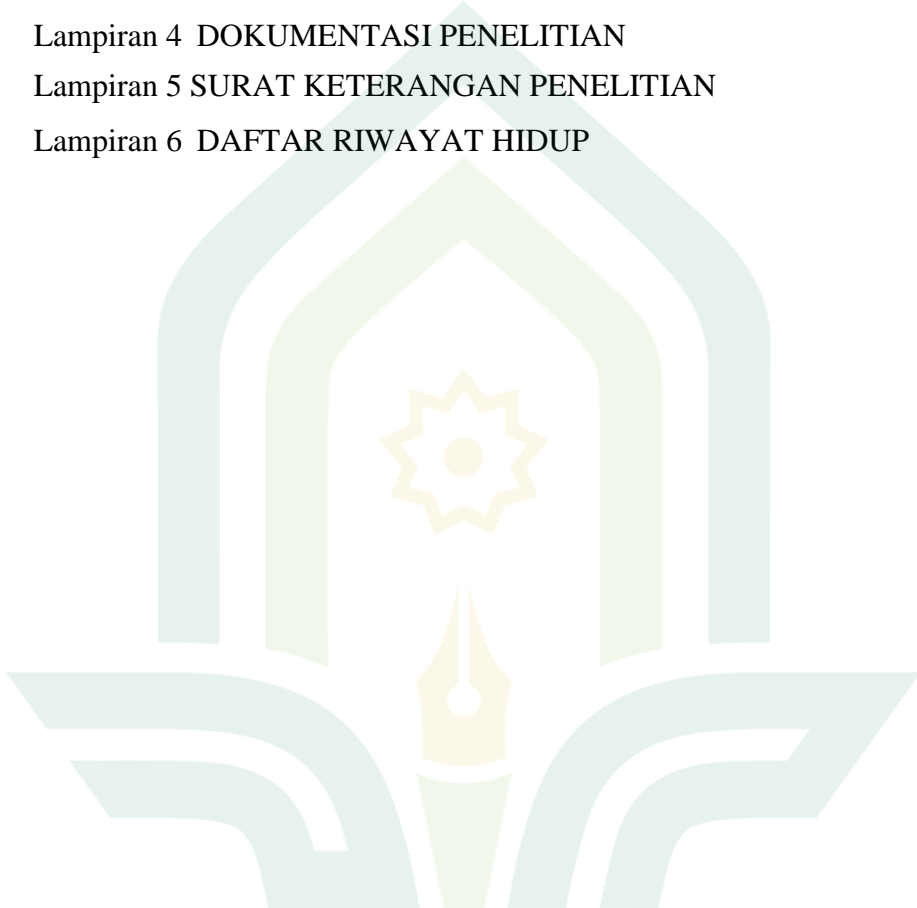 Lampiran 4  DOKUMENTASI PENELITIAN
Lampiran 5 SURAT KETERANGAN PENELITIAN
Lampiran 6  DAFTAR RIWAYAT HIDUP